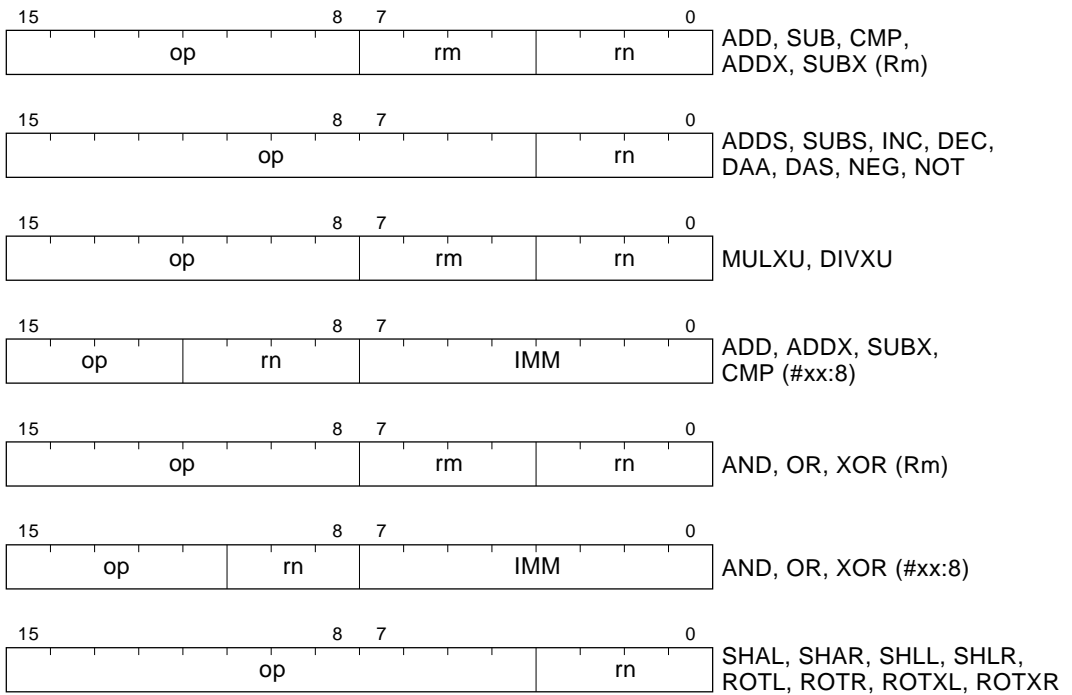 15 8 7 0
op rm rn
ADD, SUB, CMP,
ADDX, SUBX (Rm)
15 8 7 0
op rn
ADDS, SUBS, INC, DEC,
DAA, DAS, NEG, NOT
15 8 7 0
op rm rn
MULXU, DIVXU
15 8 7 0
op rn IMM
ADD, ADDX, SUBX,
CMP (#xx:8)
15 8 7 0
op rm rn
AND, OR, XOR (Rm)
15 8 7 0
op rn IMM
AND, OR, XOR (#xx:8)
15 8 7 0
op rn
SHAL, SHAR, SHLL, SHLR,
ROTL, ROTR, ROTXL, ROTXR